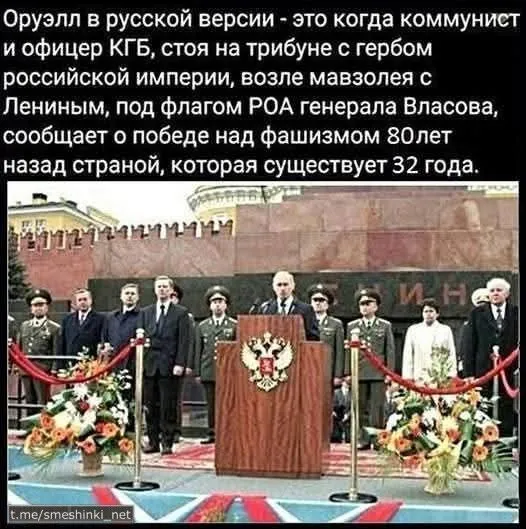 Оруэлл в русской версии - это когда коммунист
и офицер КГБ, стоя на трибуне с гербом
российской империи, возле мавзолея с
Лениным, под флагом РОА генерала Власова,
сообщает о победе над фашизмом 80лет
назад страной, которая существует 32 года.
ЕНИН
t.me/smeshinki_net